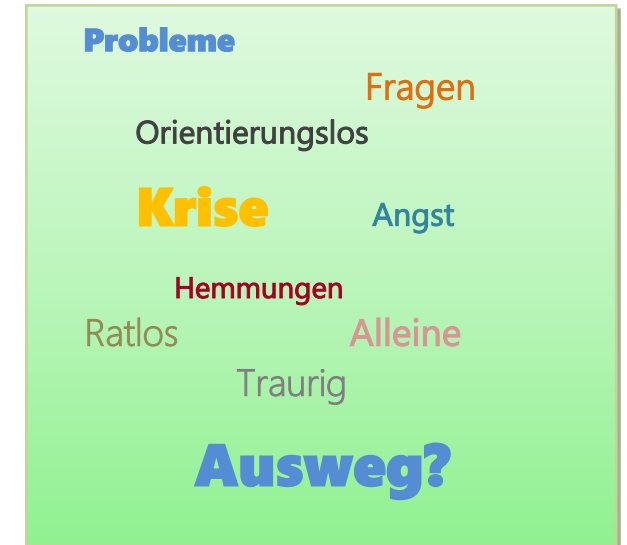 Probleme
Fragen
Orientierungslos
Krise Angst
Hemmungen
Ratlos Alleine
Traurig
Ausweg?